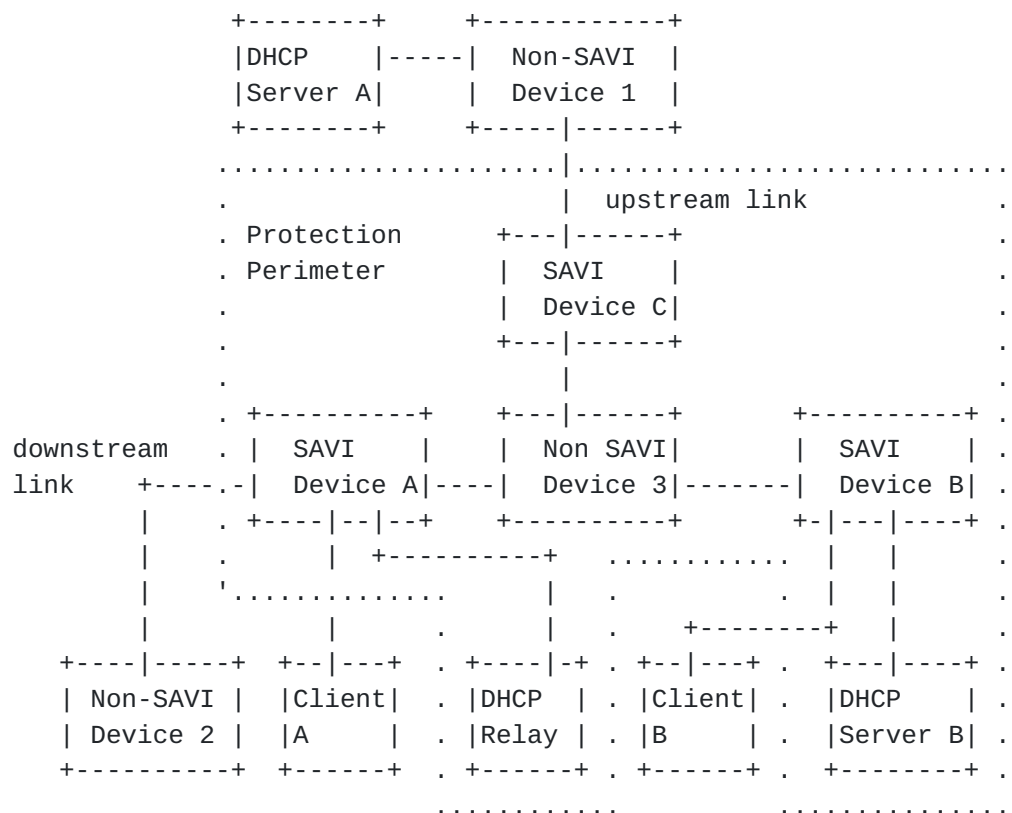 DHCP Non-SAVI
Server A Device 1
upstream link
Protection
Perimeter SAVI
Device C
downstream SAVI Non SAVI SAVI
link Device A Device 3 Device B
Non-SAVI Client DHCP Client DHCP
Device 2 A Relay B Server B